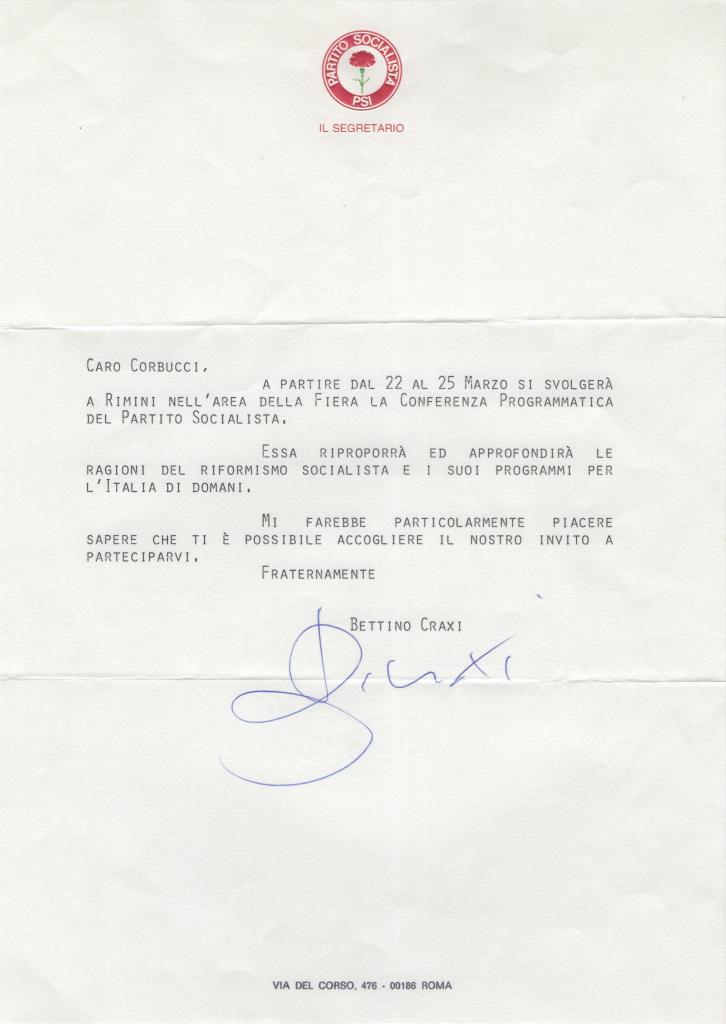 PARTITO SOCIALISTA
PSI
IL SEGRETARIO
CARO CORBUCCI,
A PARTIRE DAL 22 AL 25 MARZO SI SVOLGERÀ
A RIMINI NELL'AREA DELLA FIERA LA CONFERENZA PROGRAMMATICA
DEL PARTITO SOCIALISTA.
ESSA RIPROPORRÀ ED APPROFONDIRÀ LE
RAGIONI DEL RIFORMISMO SOCIALISTA E I SUOI PROGRAMMI PER
L'ITALIA DI DOMANI.
MI FAREBBE PARTICOLARMENTE PIACERE
SAPERE CHE TI È POSSIBILE ACCOGLIERE IL NOSTRO INVITO A
PARTECIPARVI.
FRATERNAMENTE
BETTINO CRAXI
B. Craxi
VIA DEL CORSO, 476 - 00186 ROMA